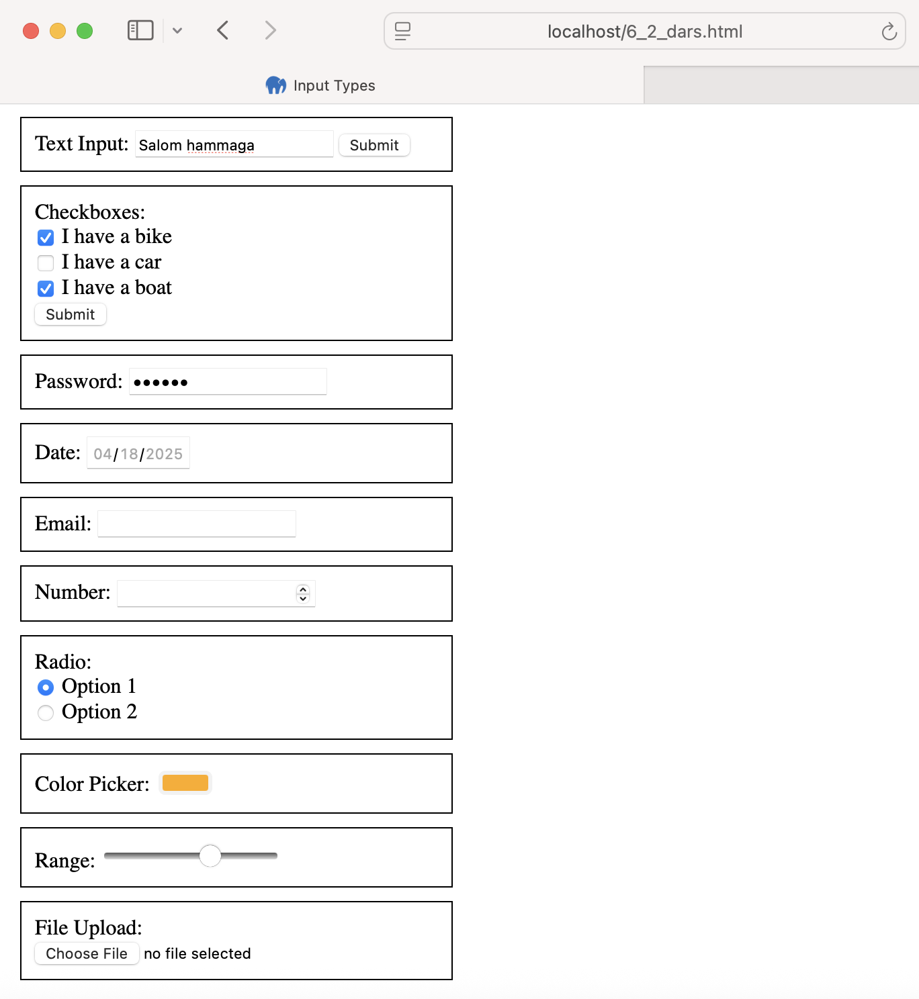 localhost/6_2_dars.html
Input Types
Text Input: Salom hammaga Submit
Checkboxes:
I have a bike
I have a car
I have a boat
Submit
Password: ••••••
Date: 04/18/2025
Email:
Number:
Radio:
Option 1
Option 2
Color Picker:
Range:
File Upload:
Choose File no file selected